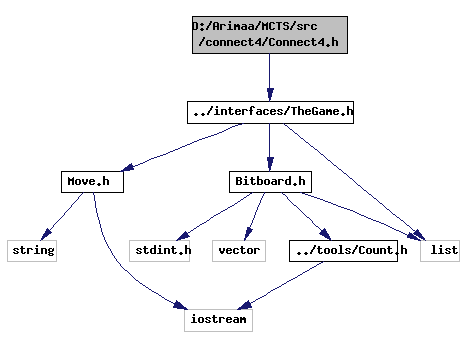 D:/Arimaa/MCTS/src
/connect4/Connect4.h
../interfaces/TheGame.h
Move.h
Bitboard.h
string
stdint.h
vector
../tools/Count.h
list
iostream